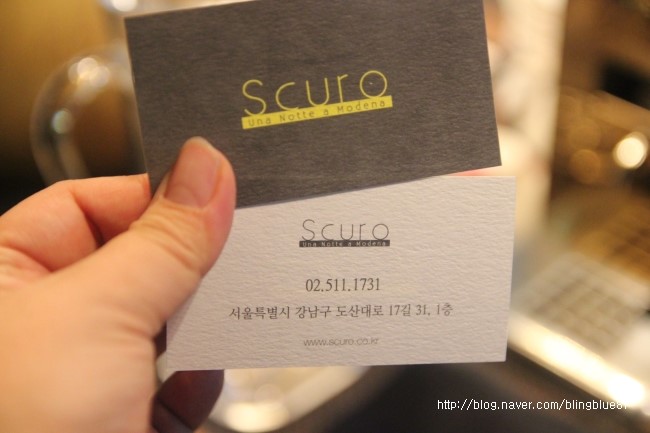 Scuro
Una Notte a Modena
Scuro
Una Notte a Modena
02.511.1731
서울특별시 강남구 도산대로 17길 31, 1층
www.scuro.co.kr
http://blog.naver.com/blingblue87